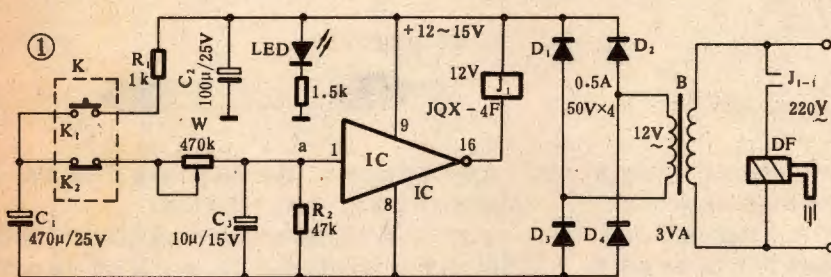 ①
K
K₁
K₂
R₁
1k
C₂
100μ/25V
LED
1.5k
+12~15V
W
470k
a
1
9
16
8
IC
IC
C₁
470μ/25V
C₃
10μ/15V
R₂
47k
12V
J₁
JQX-4F
D₁
D₂
0.5A
50V×4
D₃
D₄
12V
~
B
3VA
J₁₋₁
220V
~
DF